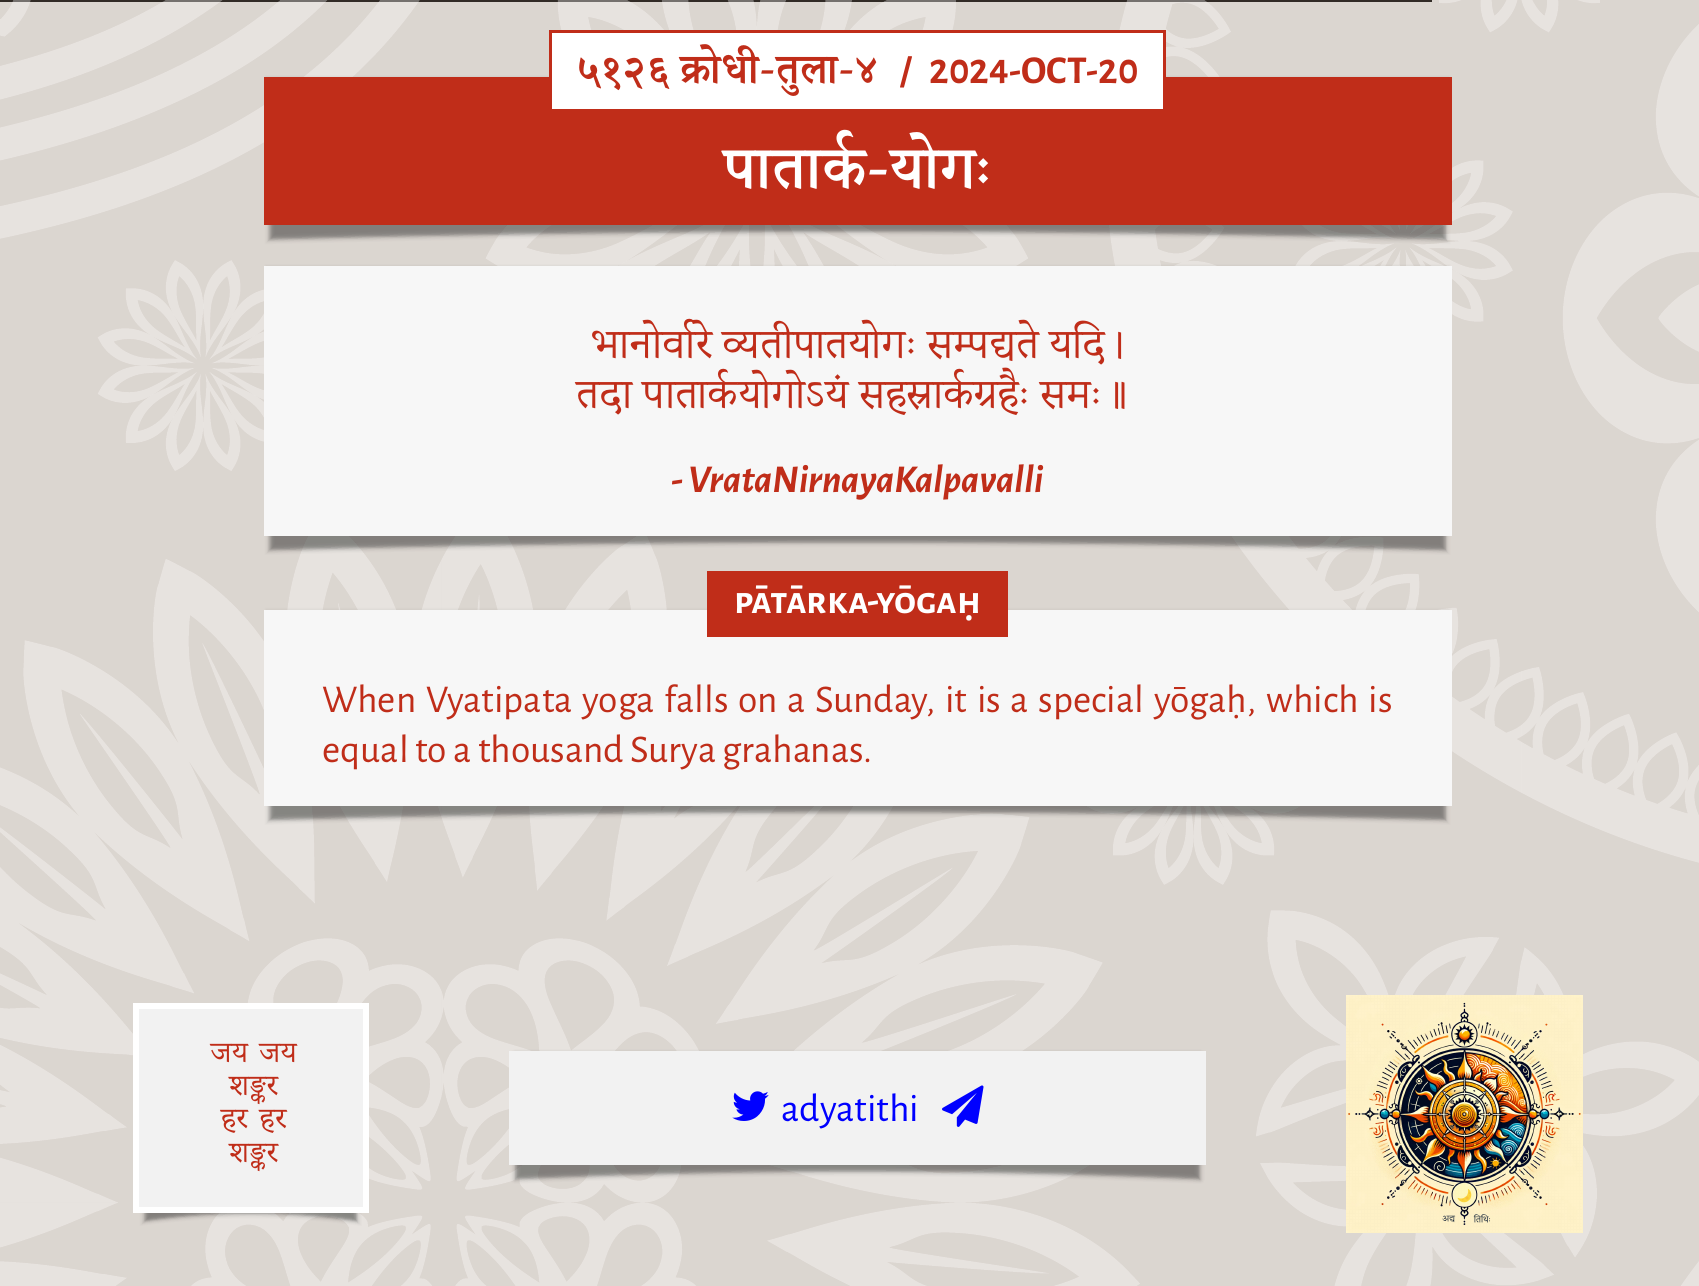 ५१२६ क्रोधी-तुला-४ / 2024-OCT-20
पातार्क-योगः
भानोर्वारे व्यतीपातयोगः सम्पद्यते यदि।
तदा पातार्कयोगोऽयं सहस्रार्कग्रहैः समः॥
- VrataNirnayaKalpavalli
PĀTĀRKA-YŌGAḤ
When Vyatipata yoga falls on a Sunday, it is a special yōgaḥ, which is
equal to a thousand Surya grahanas.
जय जय
शङ्कर
हर हर
शङ्कर
adyatithi
अद्य तिथिः